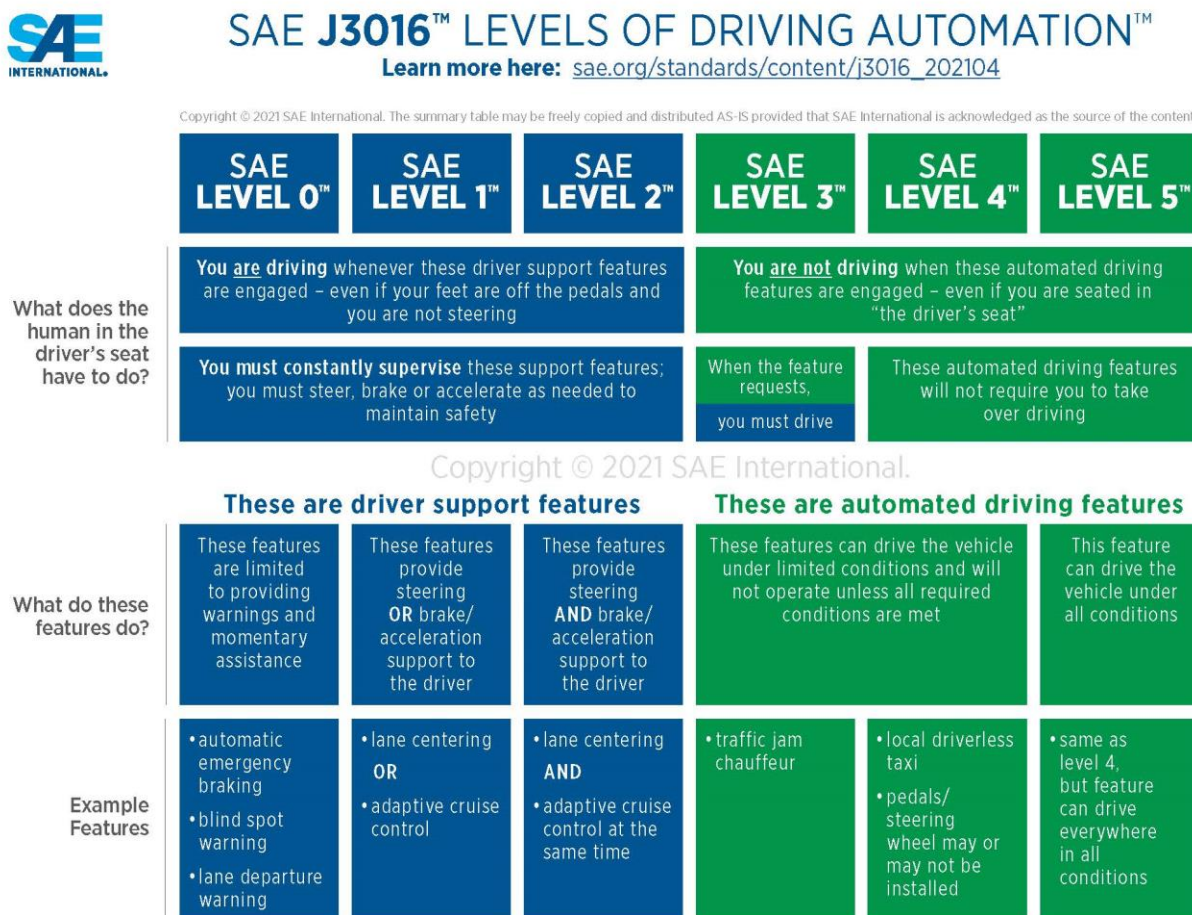 SAE
INTERNATIONAL®
SAE J3016™ LEVELS OF DRIVING AUTOMATION™
Learn more here: sae.org/standards/content/j3016_202104
Copyright © 2021 SAE International. The summary table may be freely copied and distributed AS-IS provided that SAE International is acknowledged as the source of the content
SAE
LEVEL 0™
SAE
LEVEL 1™
SAE
LEVEL 2™
SAE
LEVEL 3™
SAE
LEVEL 4™
SAE
LEVEL 5™
What does the
human in the
driver's seat
have to do?
You are driving whenever these driver support features
are engaged – even if your feet are off the pedals and
you are not steering
You are not driving when these automated driving
features are engaged – even if you are seated in
“the driver's seat”
You must constantly supervise these support features;
you must steer, brake or accelerate as needed to
maintain safety
When the feature
requests,
you must drive
These automated driving features
will not require you to take
over driving
Copyright © 2021 SAE International.
These are driver support features
These are automated driving features
What do these
features do?
These features
are limited
to providing
warnings and
momentary
assistance
These features
provide
steering
OR brake/
acceleration
support to
the driver
These features
provide
steering
AND brake/
acceleration
support to
the driver
These features can drive the vehicle
under limited conditions and will
not operate unless all required
conditions are met
This feature
can drive the
vehicle under
all conditions
Example
Features
• automatic
emergency
braking
• blind spot
warning
• lane departure
warning
• lane centering
OR
• adaptive cruise
control
• lane centering
AND
• adaptive cruise
control at the
same time
• traffic jam
chauffeur
• local driverless
taxi
• pedals/
steering
wheel may or
may not be
installed
• same as
level 4,
but feature
can drive
everywhere
in all
conditions